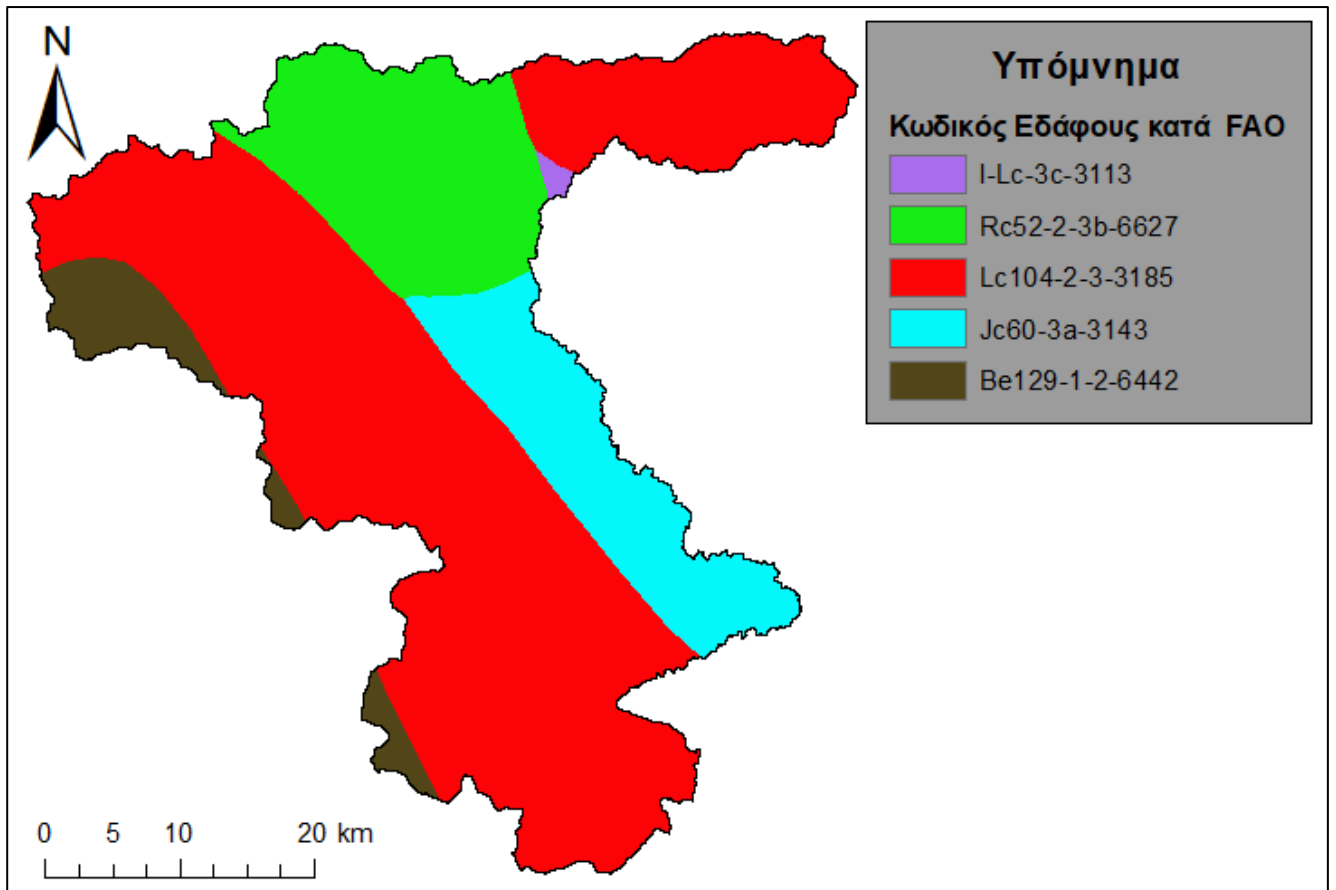 N
Υπόμνημα
Κωδικός Εδάφους κατά FAO
I-Lc-3c-3113
Rc52-2-3b-6627
Lc104-2-3-3185
Jc60-3a-3143
Be129-1-2-6442
0 5 10 20 km